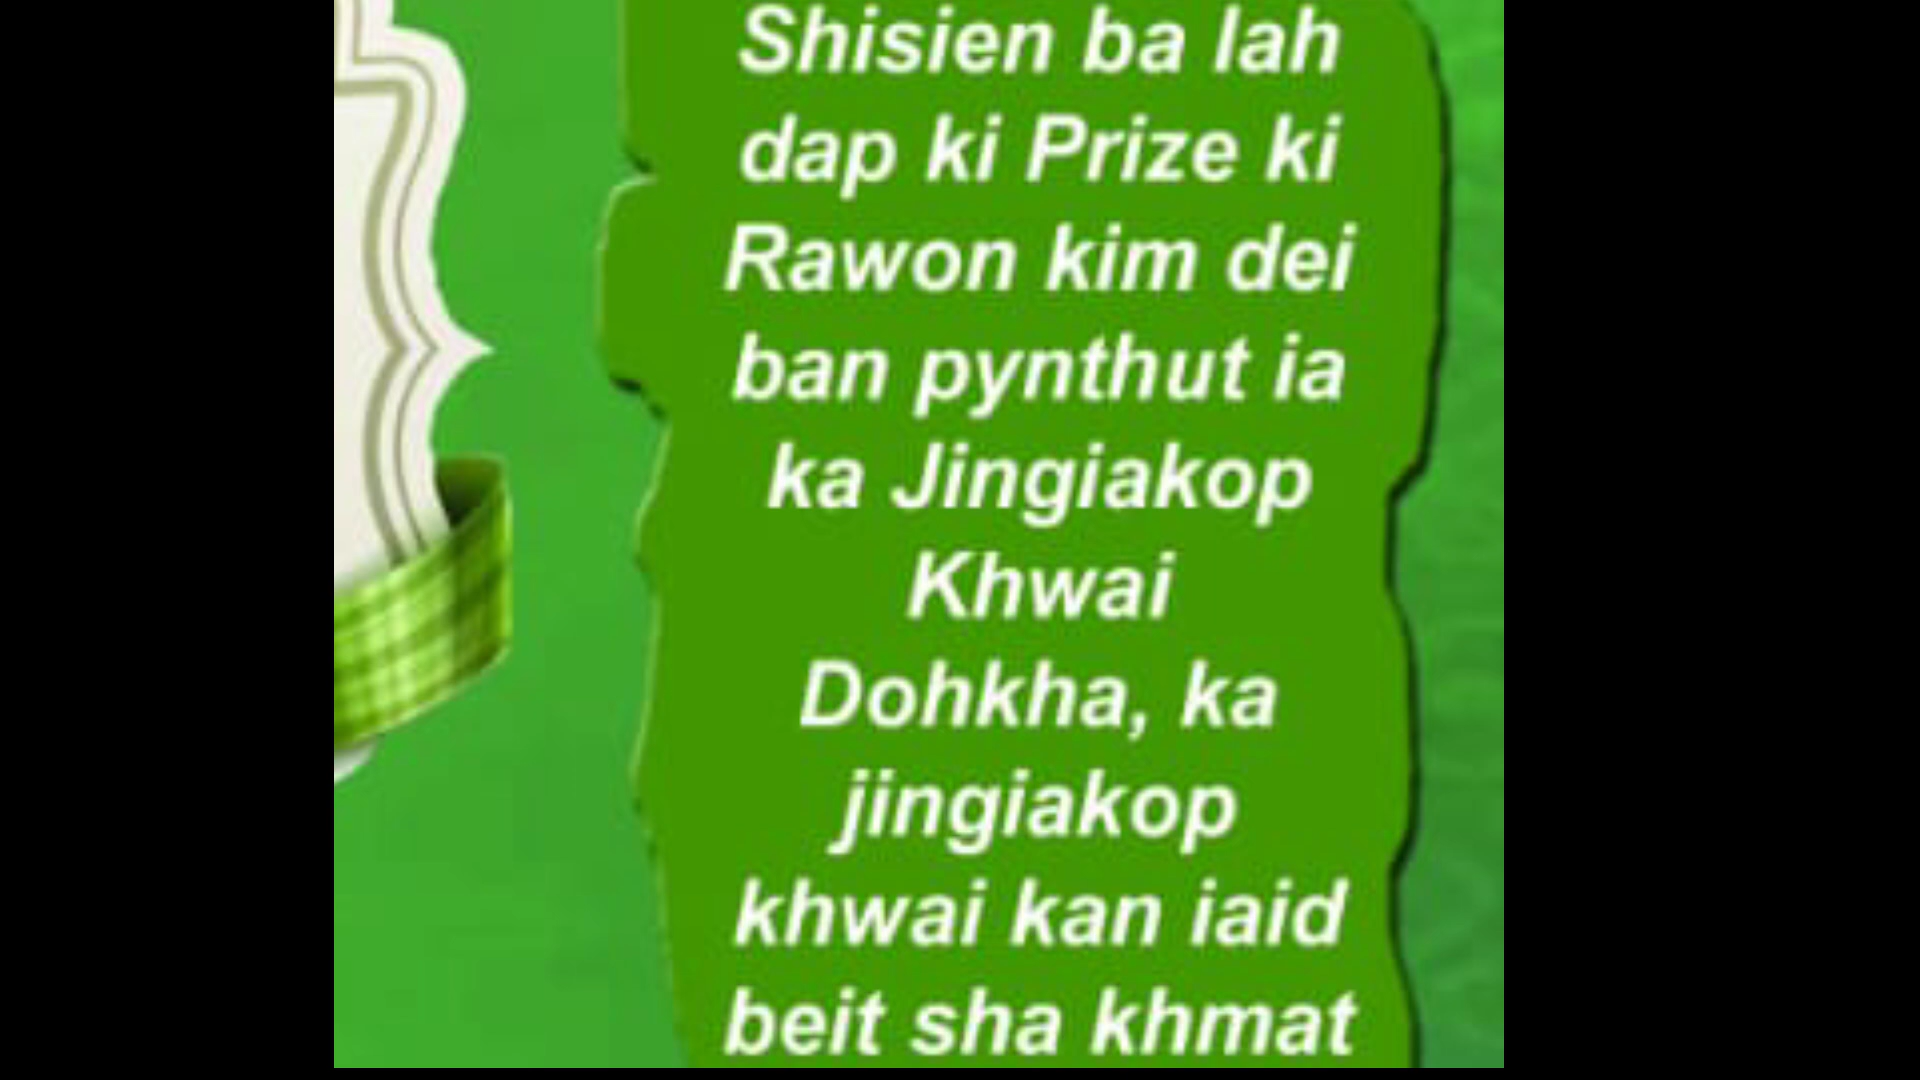 Shisien ba lah
dap ki Prize ki
Rawon kim dei
ban pynthut ia
ka Jingiakop
Khwai
Dohkha, ka
jingiakop
khwai kan iaid
beit sha khmat